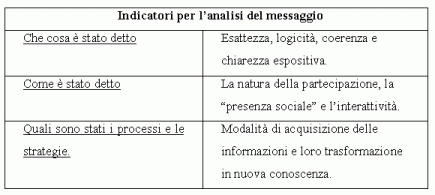 Indicatori per l'analisi del messaggio
Che cosa è stato detto
Esattezza, logicità, coerenza e
chiarezza espositiva.
Come è stato detto
La natura della partecipazione, la
“presenza sociale” e l'interattività.
Quali sono stati i processi e le
strategie.
Modalità di acquisizione delle
informazioni e loro trasformazione
in nuova conoscenza.